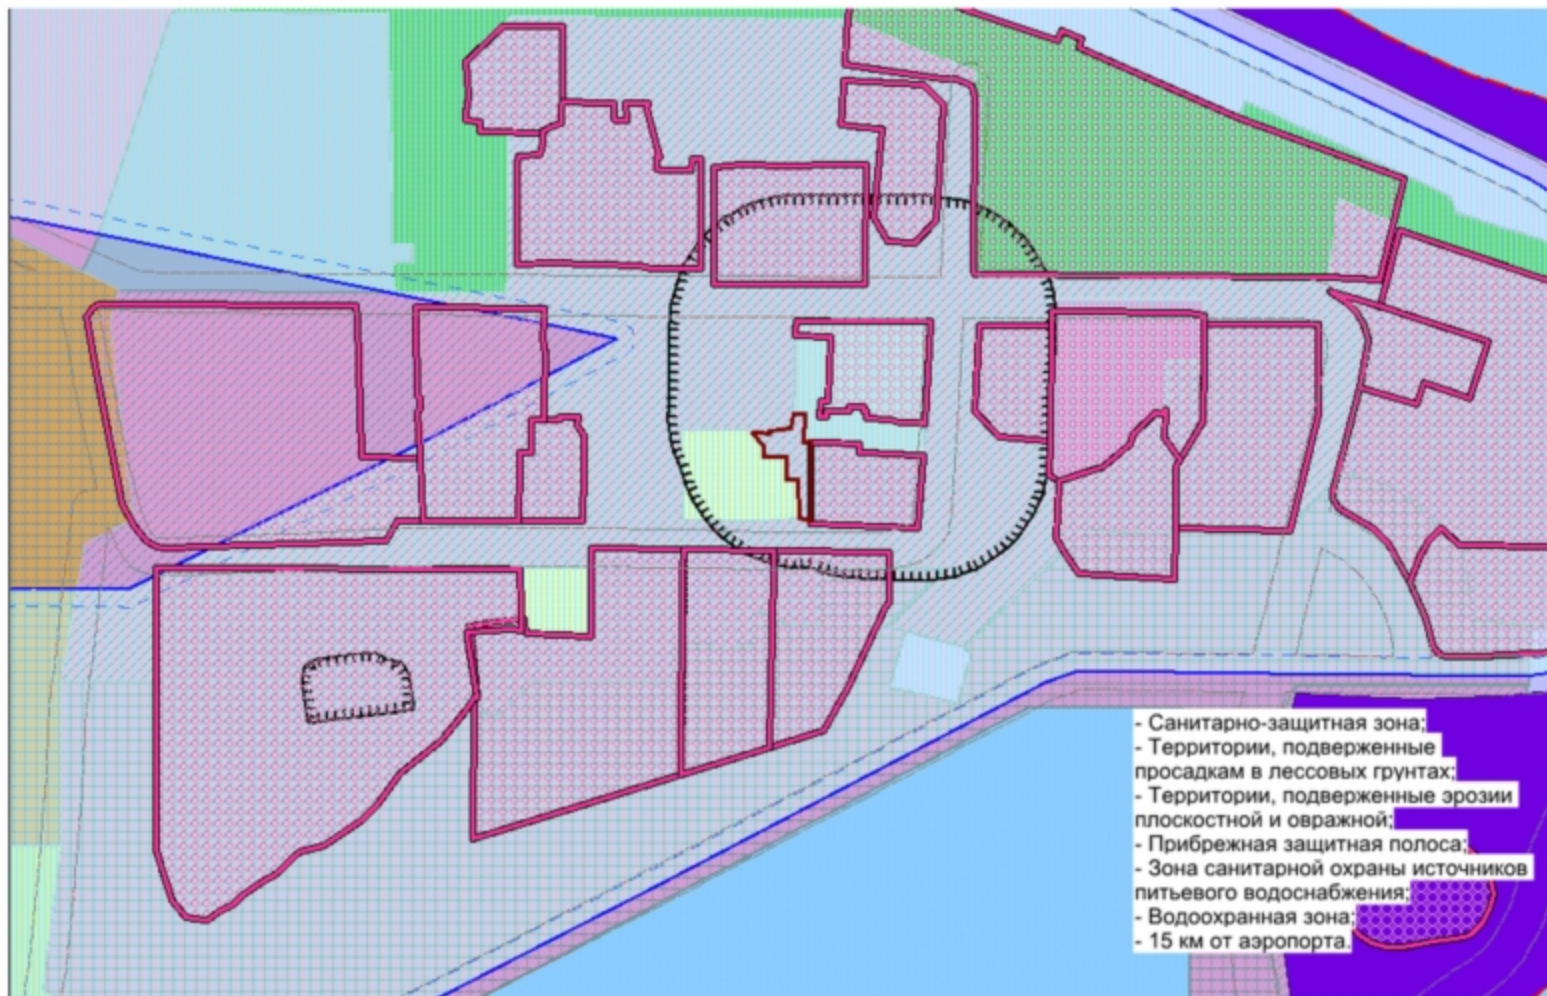 - Санитарно-защитная зона;
- Территории, подверженные
просадкам в лессовых грунтах;
- Территории, подверженные эрозии
плоскостной и овражной;
- Прибрежная защитная полоса;
- Зона санитарной охраны источников
питьевого водоснабжения;
- Водоохранная зона;
- 15 км от аэропорта.